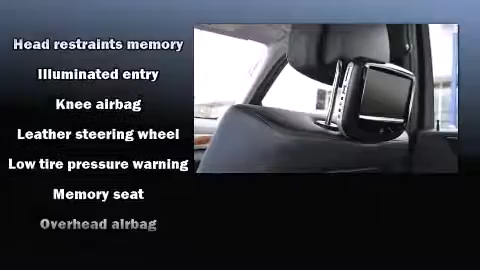 Head restraints memory
Illuminated entry
Knee airbag
Leather steering wheel
Low tire pressure warning
Memory seat
Overhead airbag